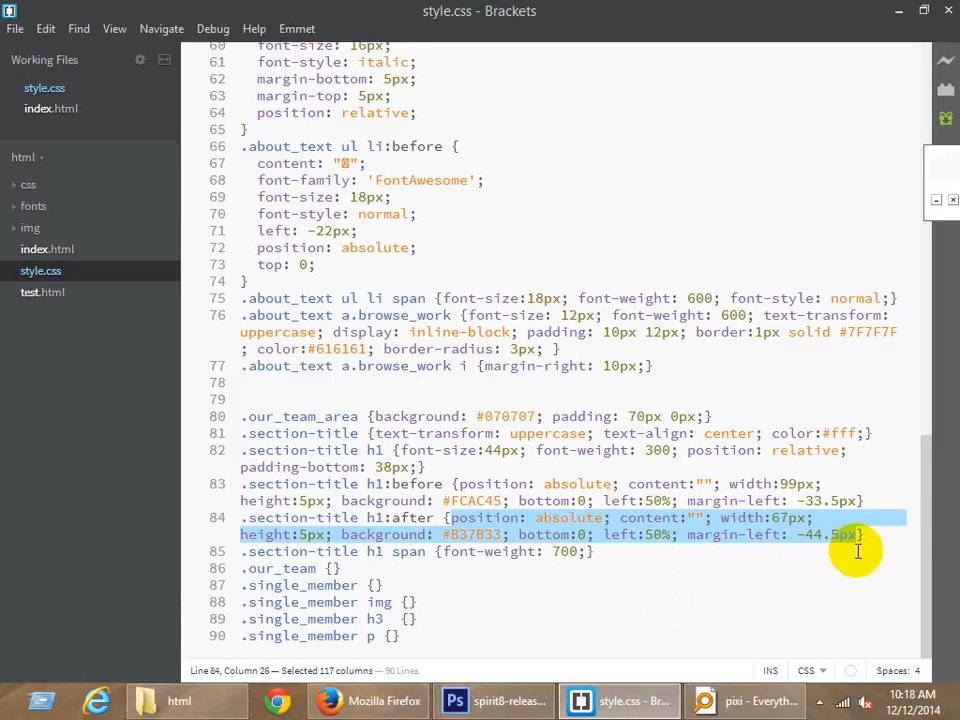 style.css - Brackets
File Edit Find View Navigate Debug Help Emmet
Working Files
style.css
index.html
html
css
fonts
img
index.html
style.css
test.html
60 font-size: 16px;
61 font-style: italic;
62 margin-bottom: 5px;
63 margin-top: 5px;
64 position: relative;
65 }
66 .about_text ul li:before {
67 content: "";
68 font-family: 'FontAwesome';
69 font-size: 18px;
70 font-style: normal;
71 left: -22px;
72 position: absolute;
73 top: 0;
74 }
75 .about_text ul li span {font-size:18px; font-weight: 600; font-style: normal;}
76 .about_text a.browse_work {font-size: 12px; font-weight: 600; text-transform:
uppercase; display: inline-block; padding: 10px 12px; border:1px solid #7F7F7F
; color:#616161; border-radius: 3px; }
77 .about_text a.browse_work i {margin-right: 10px;}
78
79
80 .our_team_area {background: #070707; padding: 70px 0px;}
81 .section-title {text-transform: uppercase; text-align: center; color:#fff;}
82 .section-title h1 {font-size:44px; font-weight: 300; position: relative;
padding-bottom: 38px;}
83 .section-title h1:before {position: absolute; content:""; width:99px;
height:5px; background: #FCAC45; bottom:0; left:50%; margin-left: -33.5px}
84 .section-title h1:after {position: absolute; content:""; width:67px;
height:5px; background: #B37B33; bottom:0; left:50%; margin-left: -44.5px}
85 .section-title h1 span {font-weight: 700;}
86 .our_team {}
87 .single_member {}
88 .single_member img {}
89 .single_member h3 {}
90 .single_member p {}
Line 84, Column 26 — Selected 117 columns — 90 Lines
INS CSS Spaces: 4
html
Mozilla Firefox
Ps spirit8-releas...
style.css - Br...
pixi - Everyth...
10:18 AM
12/12/2014